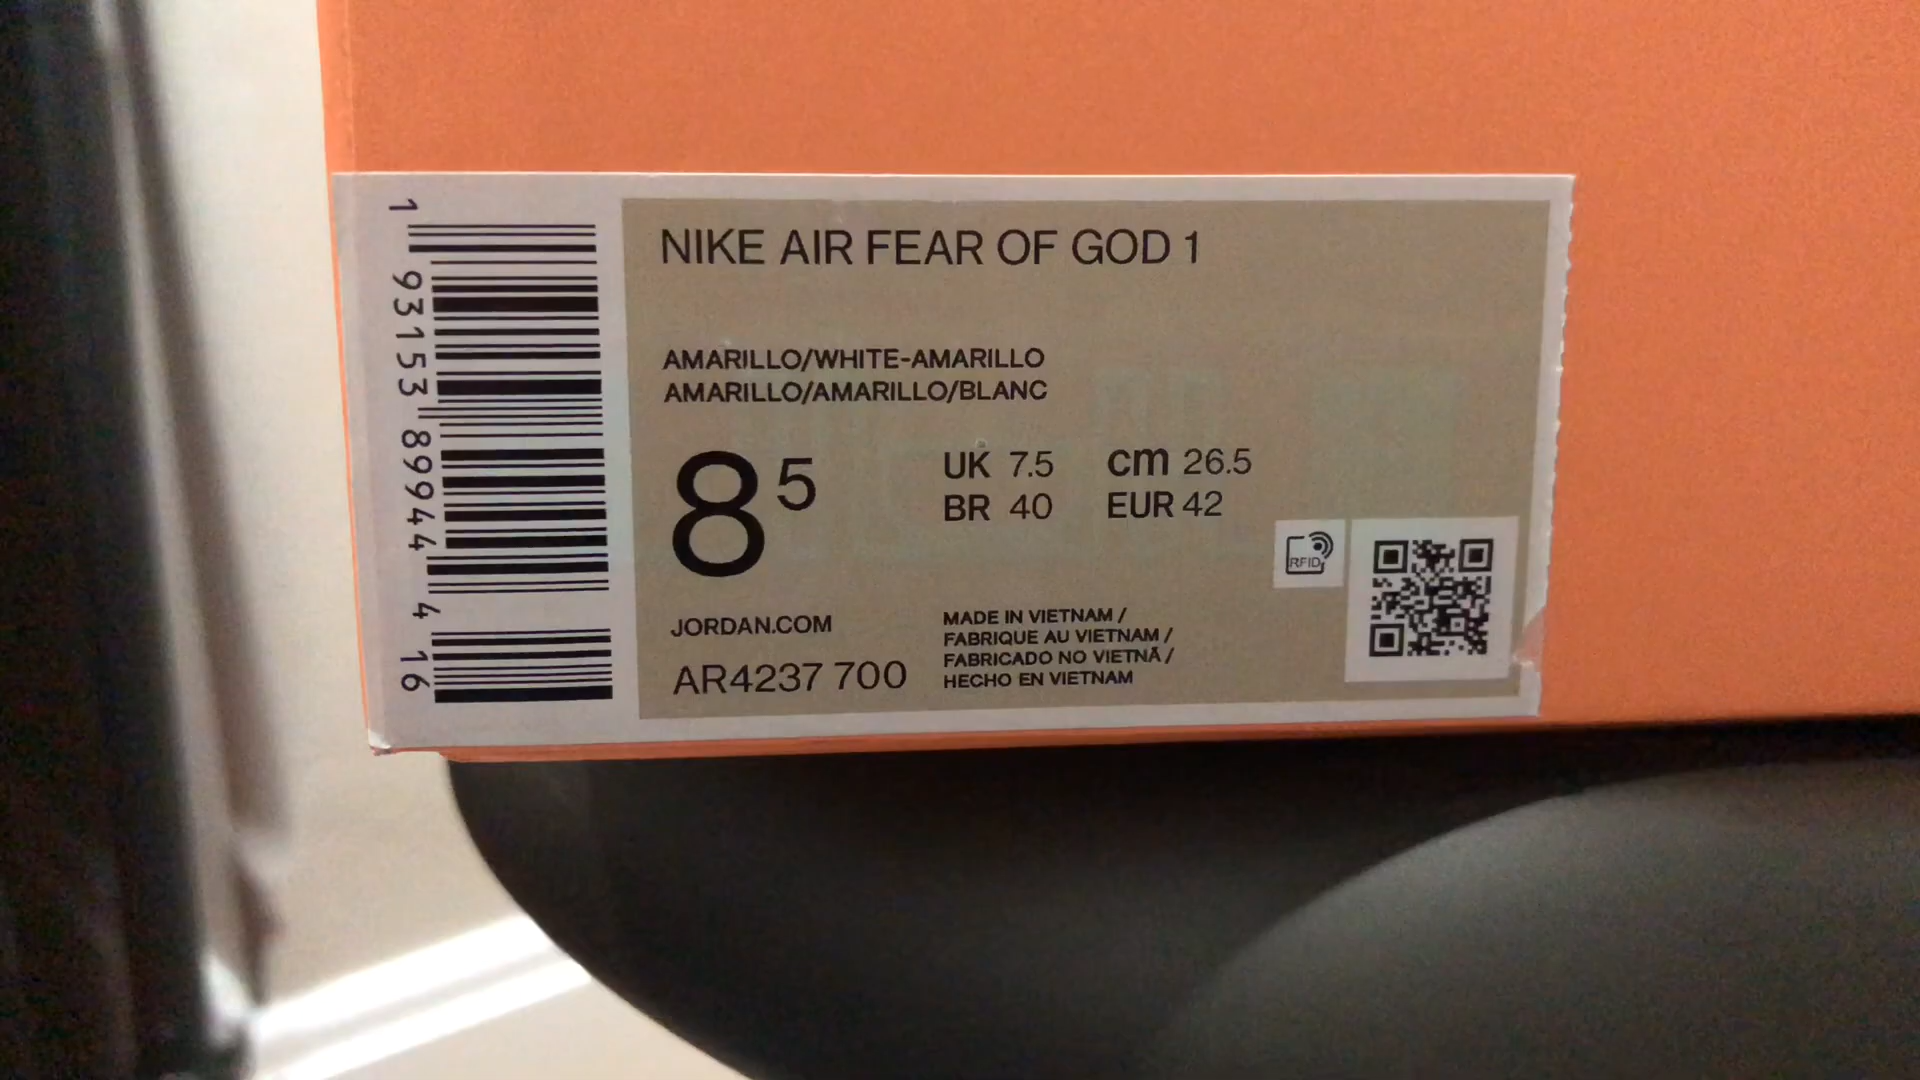 NIKE AIR FEAR OF GOD 1
AMARILLO/WHITE-AMARILLO
AMARILLO/AMARILLO/BLANC
8 5
UK 7.5 cm 26.5
BR 40 EUR 42
RFID
JORDAN.COM
AR4237 700
MADE IN VIETNAM /
FABRIQUE AU VIETNAM /
FABRICADO NO VIETNÃ /
HECHO EN VIETNAM
1 93153 89944 4 16